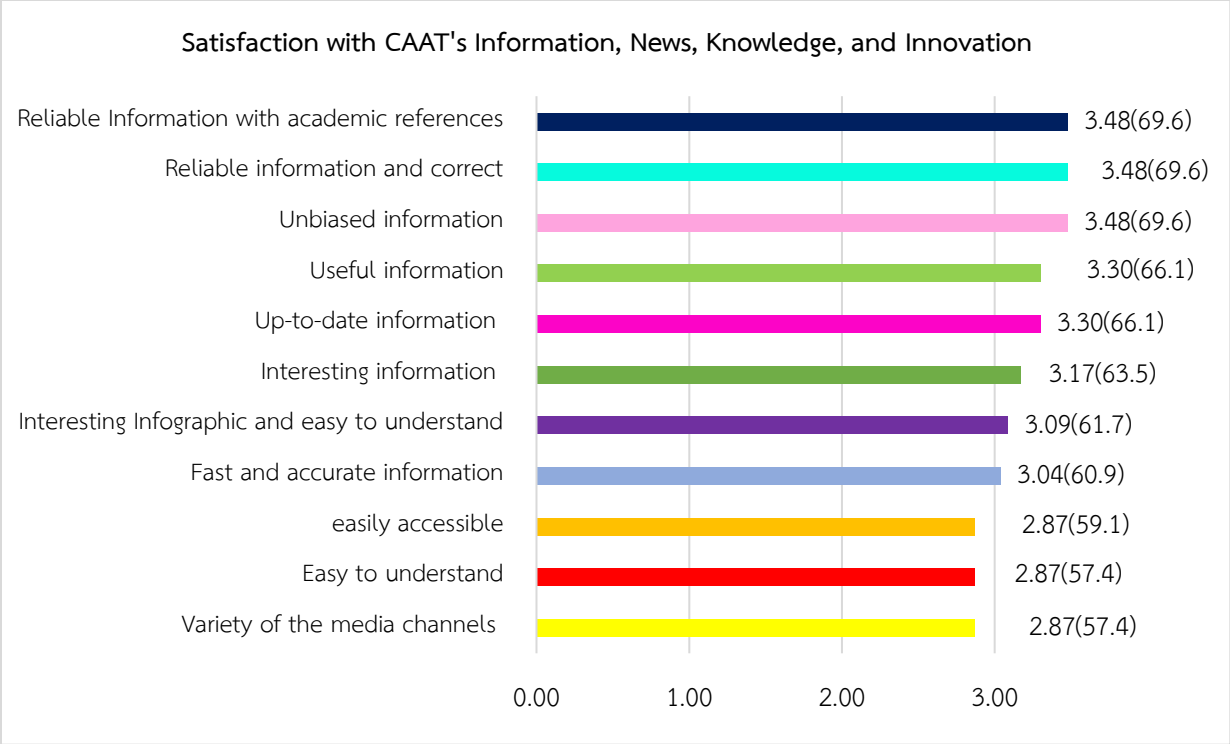 Satisfaction with CAAT's Information, News, Knowledge, and Innovation
Reliable Information with academic references 3.48(69.6)
Reliable information and correct 3.48(69.6)
Unbiased information 3.48(69.6)
Useful information 3.30(66.1)
Up-to-date information 3.30(66.1)
Interesting information 3.17(63.5)
Interesting Infographic and easy to understand 3.09(61.7)
Fast and accurate information 3.04(60.9)
easily accessible 2.87(59.1)
Easy to understand 2.87(57.4)
Variety of the media channels 2.87(57.4)
0.00 1.00 2.00 3.00